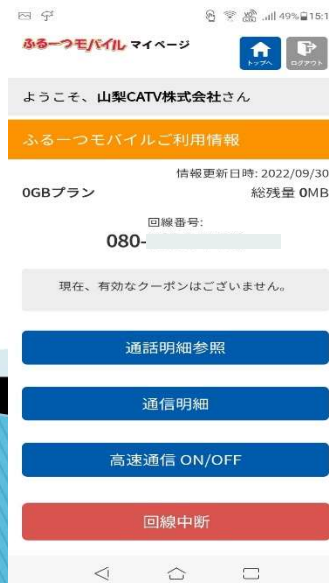 49% 15:1
ふるーつモバイル マイページ
トップへ ログアウト
ようこそ、山梨CATV株式会社さん
ふるーつモバイルご利用情報
情報更新日時: 2022/09/30
0GBプラン 総残量 0MB
回線番号:
080-
現在、有効なクーポンはございません。
通話明細参照
通信明細
高速通信 ON/OFF
回線中断